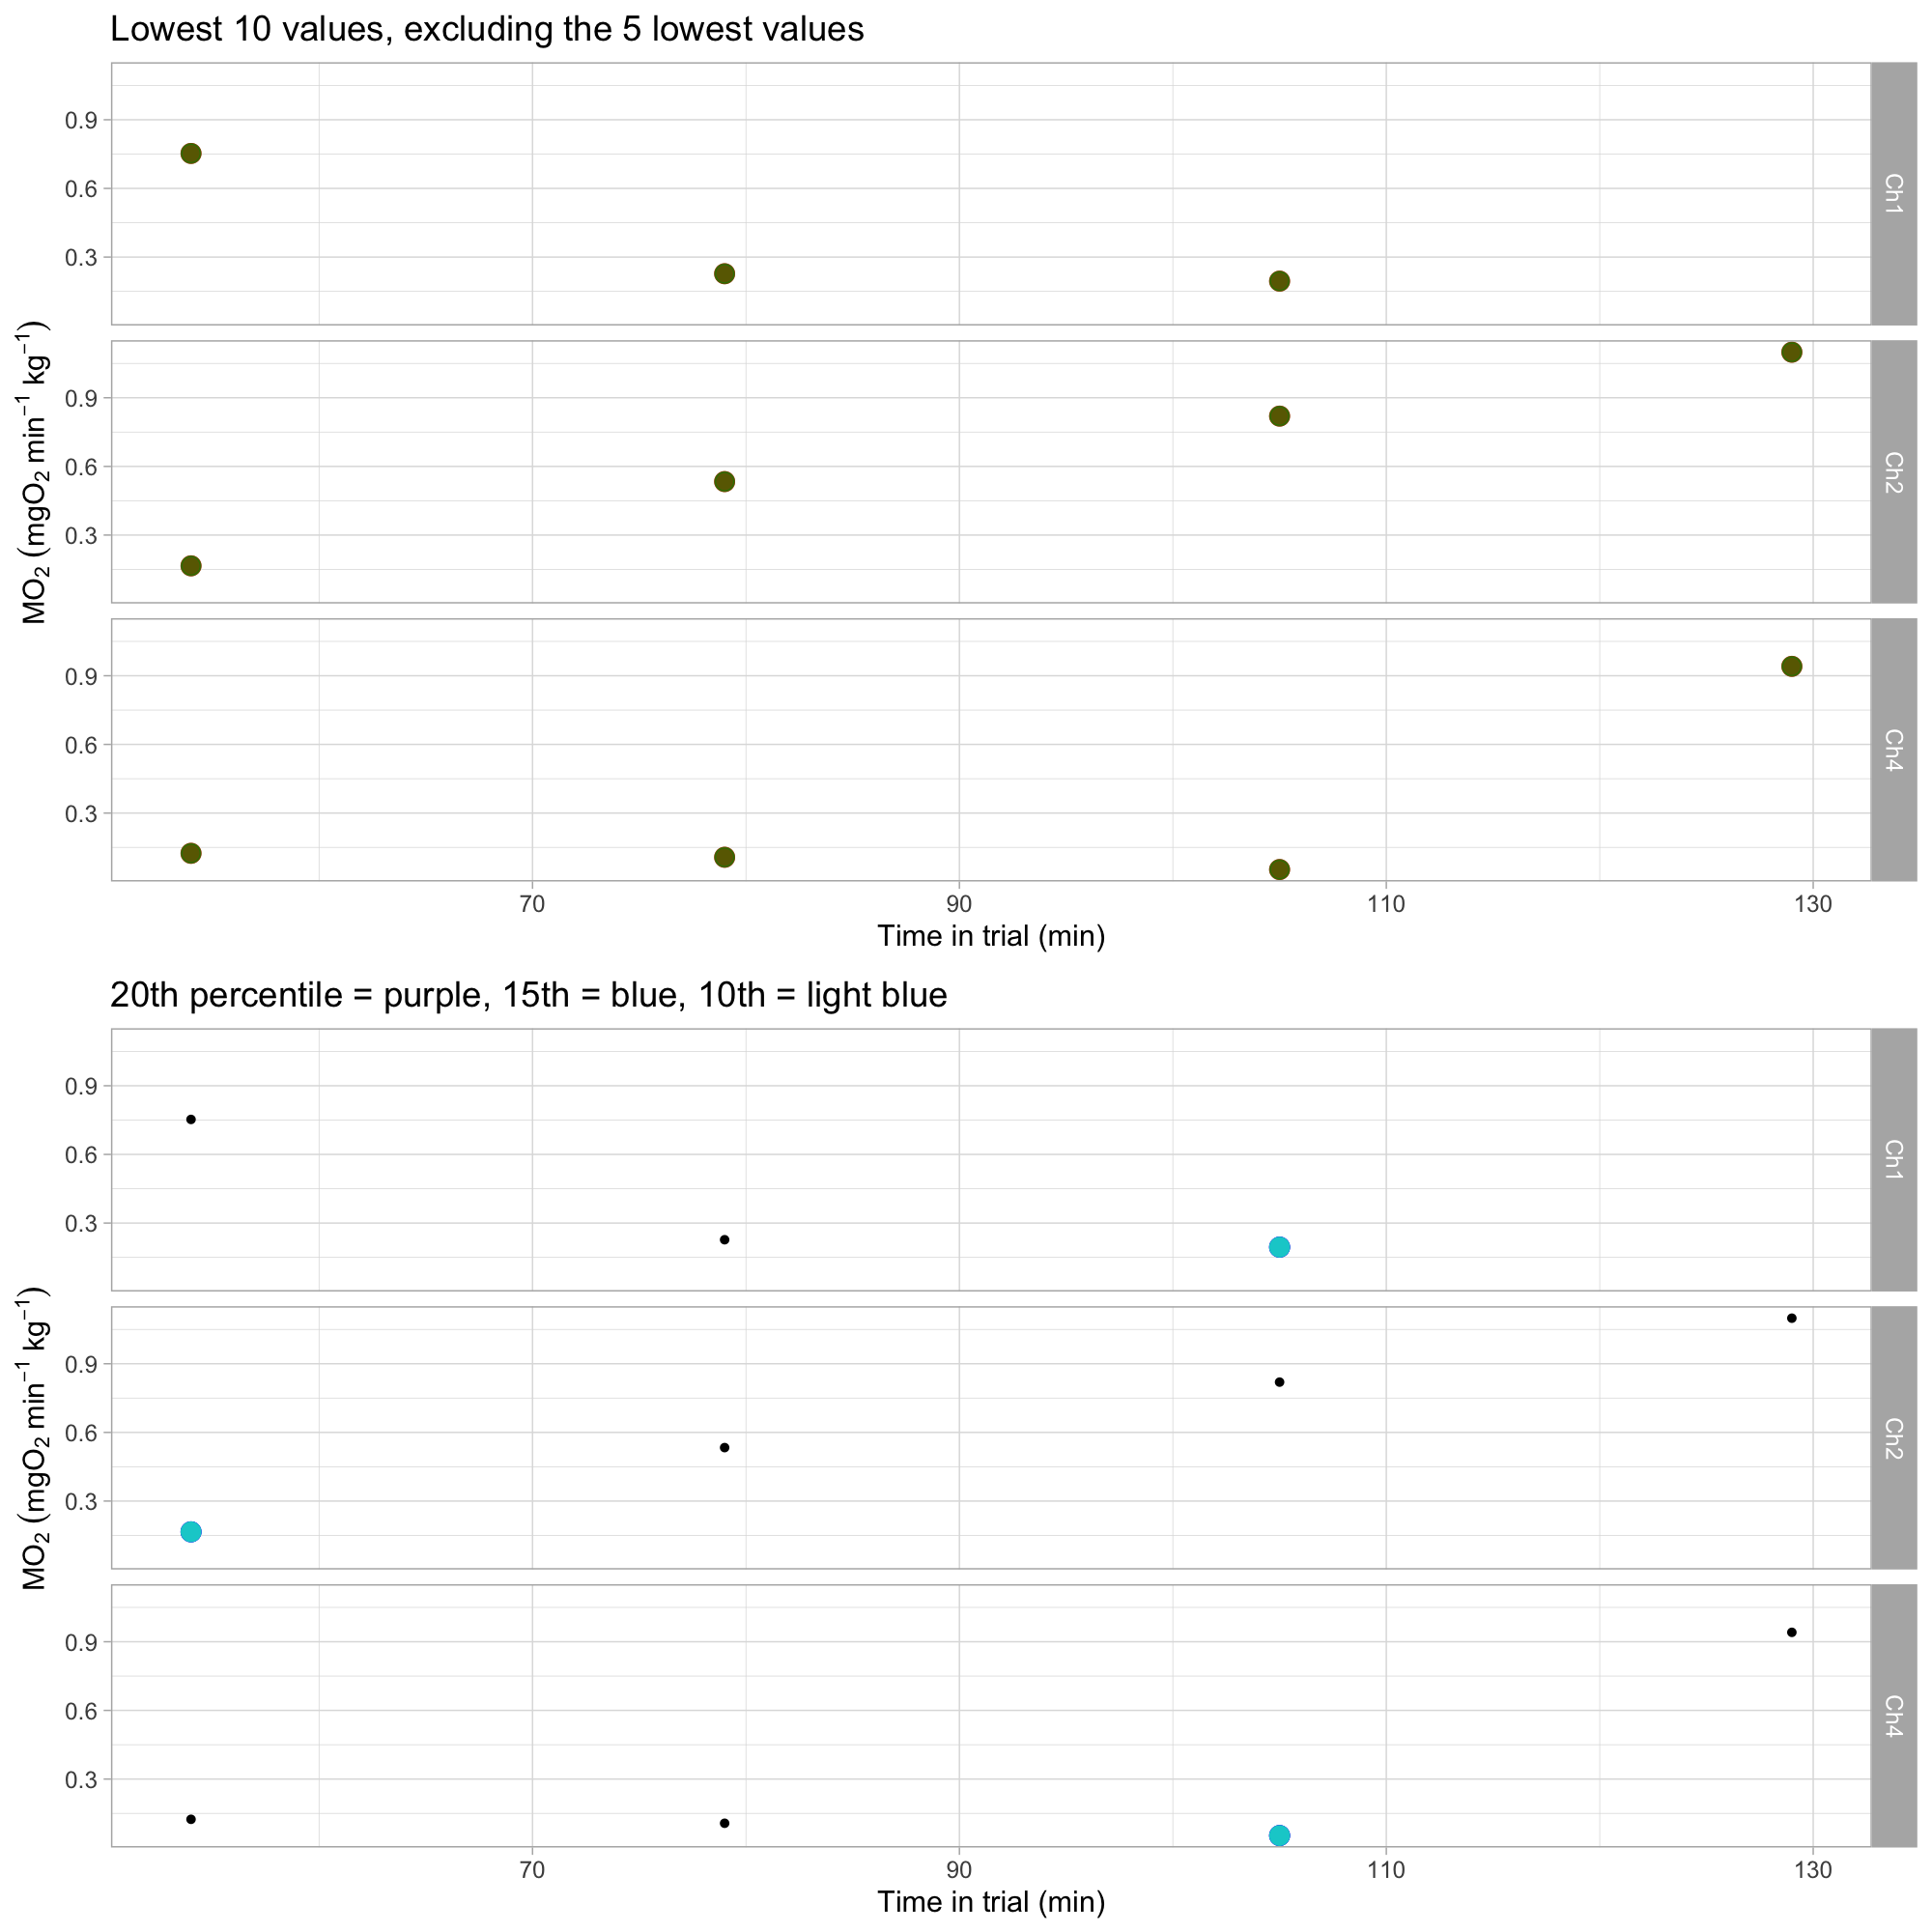 Lowest 10 values, excluding the 5 lowest values
0.9
0.6
0.3
Ch1
0.9
0.6
0.3
Ch2
0.9
0.6
0.3
Ch4
MO₂ (mgO₂ min⁻¹ kg⁻¹)
70 90 110 130
Time in trial (min)
20th percentile = purple, 15th = blue, 10th = light blue
0.9
0.6
0.3
Ch1
0.9
0.6
0.3
Ch2
0.9
0.6
0.3
Ch4
MO₂ (mgO₂ min⁻¹ kg⁻¹)
70 90 110 130
Time in trial (min)